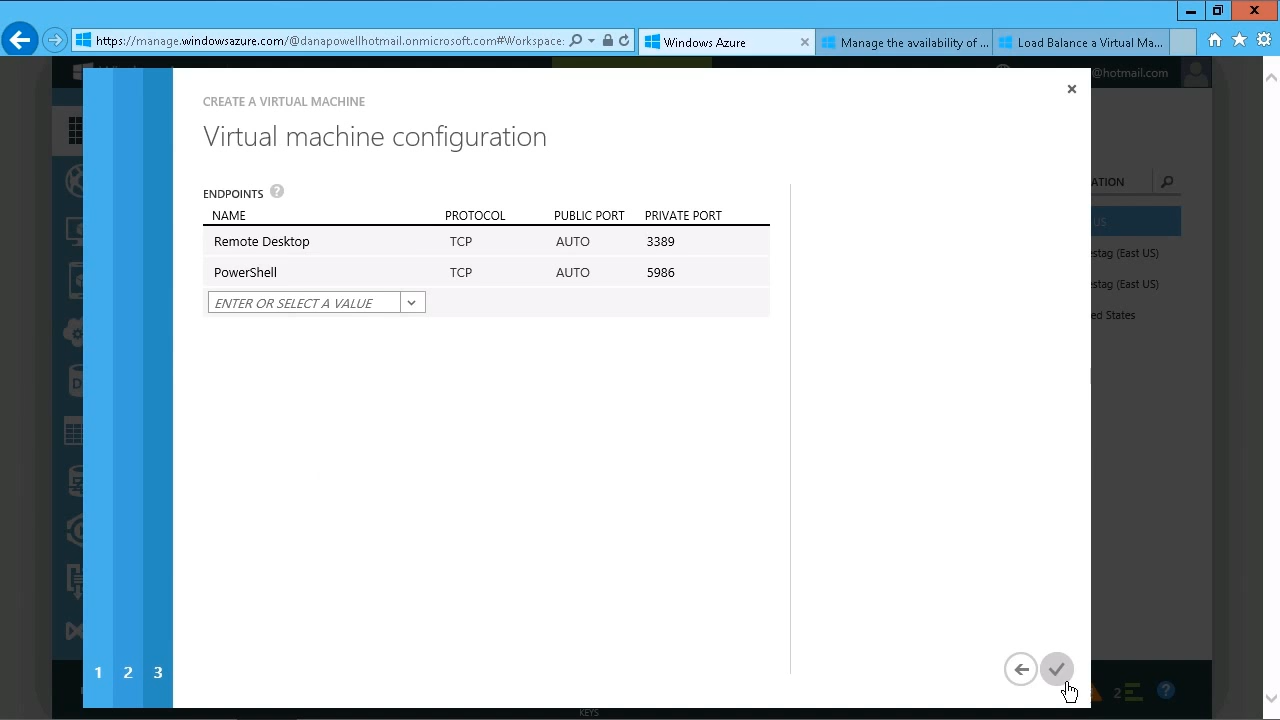 https://manage.windowsazure.com/@danapowellhotmail.onmicrosoft.com#Workspace:
Windows Azure
Manage the availability of ...
Load Balance a Virtual Ma...
@hotmail.com
CREATE A VIRTUAL MACHINE
Virtual machine configuration
ENDPOINTS ?
NAME PROTOCOL PUBLIC PORT PRIVATE PORT
Remote Desktop TCP AUTO 3389
PowerShell TCP AUTO 5986
ENTER OR SELECT A VALUE
ATION
US
estag (East US)
estag (East US)
ed States
1 2 3
2
?
KEYS